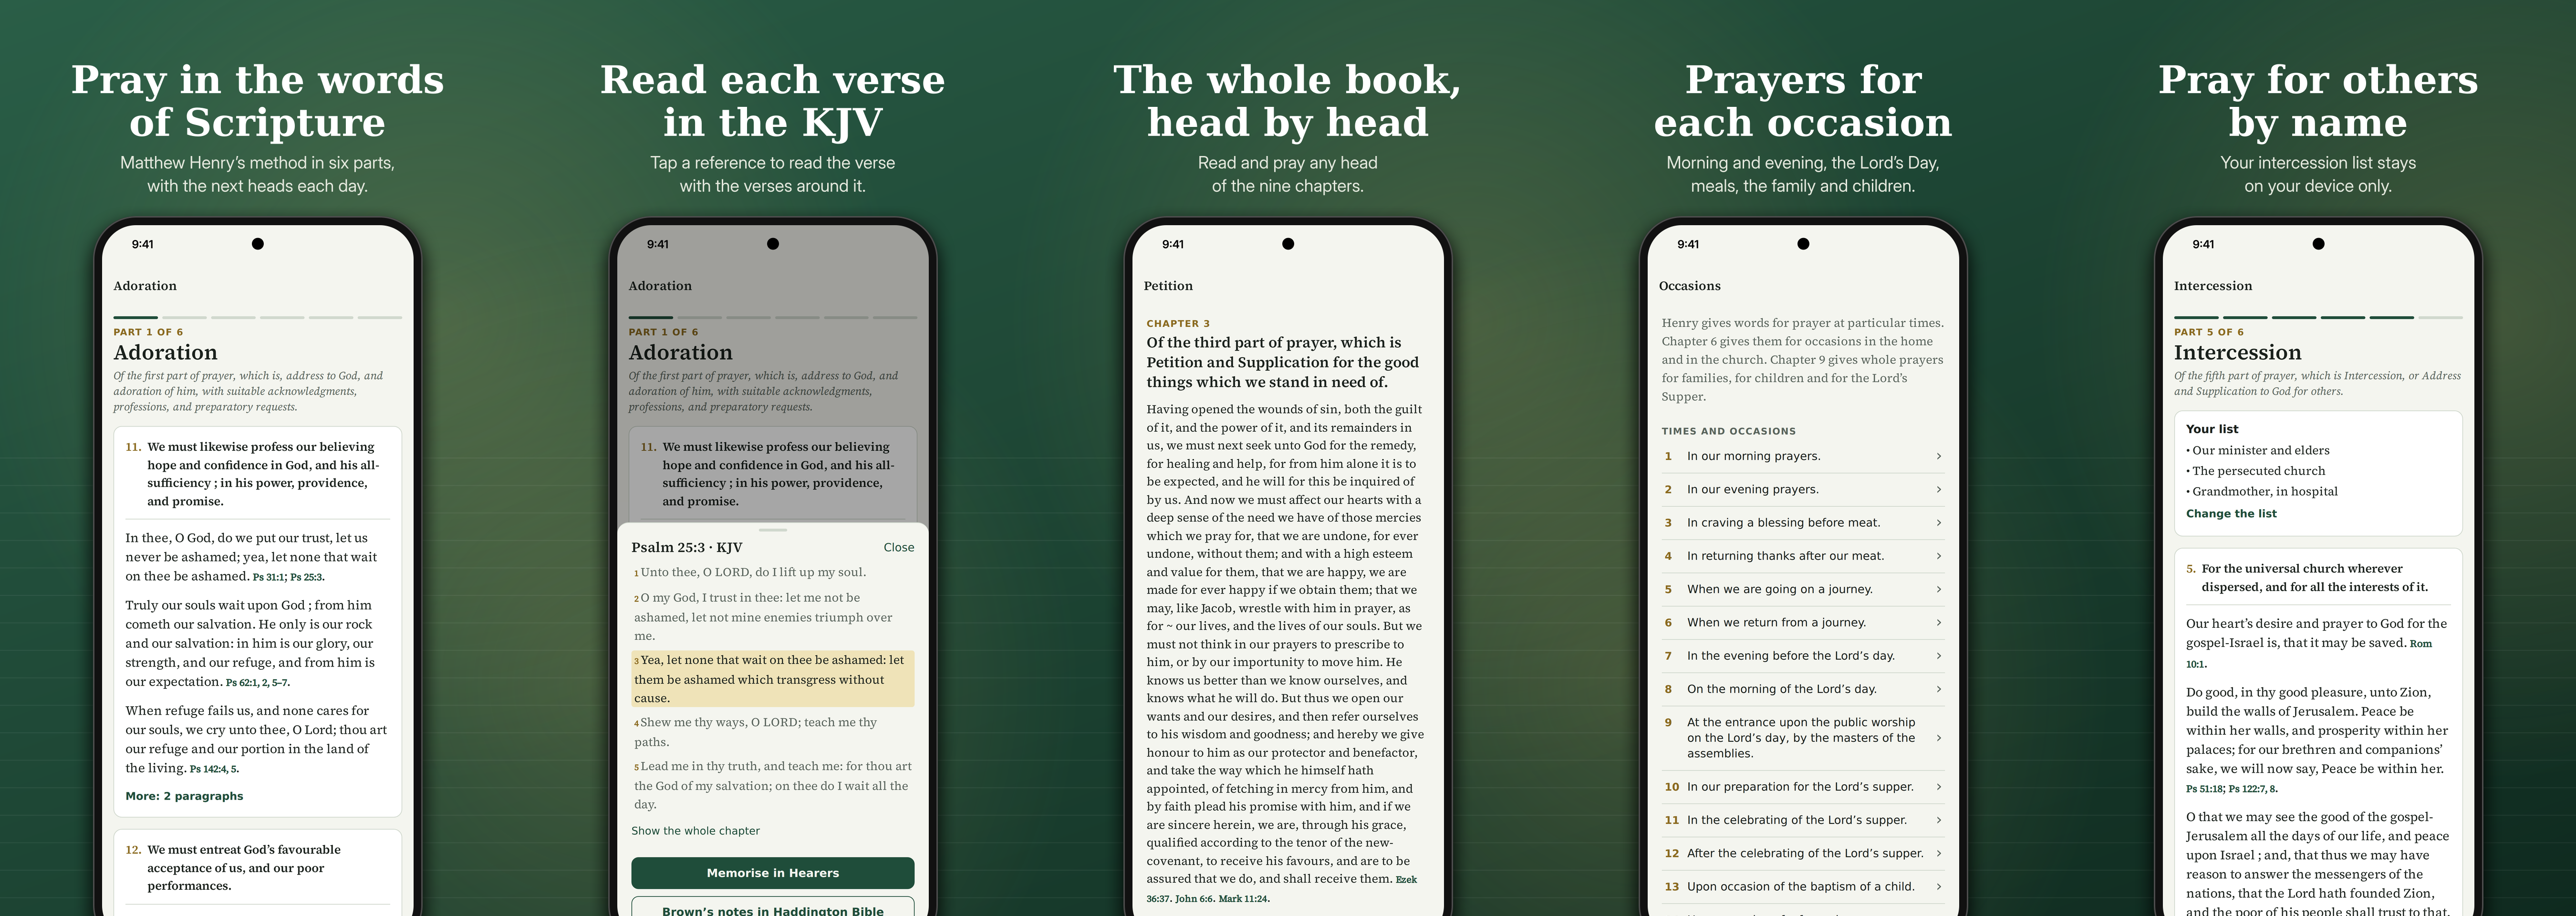 Pray in the words
of Scripture
Matthew Henry’s method in six parts,
with the next heads each day.
9:41
Adoration
PART 1 OF 6
Adoration
Of the first part of prayer, which is, address to God, and
adoration of him, with suitable acknowledgments,
professions, and preparatory requests.
11. We must likewise profess our believing
hope and confidence in God, and his all-
sufficiency ; in his power, providence,
and promise.
In thee, O God, do we put our trust, let us
never be ashamed; yea, let none that wait
on thee be ashamed. Ps 31:1; Ps 25:3.
Truly our souls wait upon God ; from him
cometh our salvation. He only is our rock
and our salvation: in him is our glory, our
strength, and our refuge, and from him is
our expectation. Ps 62:1, 2, 5–7.
When refuge fails us, and none cares for
our souls, we cry unto thee, O Lord; thou art
our refuge and our portion in the land of
the living. Ps 142:4, 5.
More: 2 paragraphs
12. We must entreat God’s favourable
acceptance of us, and our poor
performances.
Read each verse
in the KJV
Tap a reference to read the verse
with the verses around it.
9:41
Adoration
PART 1 OF 6
Adoration
Of the first part of prayer, which is, address to God, and
adoration of him, with suitable acknowledgments,
professions, and preparatory requests.
11. We must likewise profess our believing
hope and confidence in God, and his all-
sufficiency ; in his power, providence,
and promise.
Psalm 25:3 · KJV
Close
1 Unto thee, O LORD, do I lift up my soul.
2 O my God, I trust in thee: let me not be
ashamed, let not mine enemies triumph over
me.
3 Yea, let none that wait on thee be ashamed: let
them be ashamed which transgress without
cause.
4 Shew me thy ways, O LORD; teach me thy
paths.
5 Lead me in thy truth, and teach me: for thou art
the God of my salvation; on thee do I wait all the
day.
Show the whole chapter
Memorise in Hearers
Brown’s notes in Haddington Bible
The whole book,
head by head
Read and pray any head
of the nine chapters.
9:41
Petition
CHAPTER 3
Of the third part of prayer, which is
Petition and Supplication for the good
things which we stand in need of.
Having opened the wounds of sin, both the guilt
of it, and the power of it, and its remainders in
us, we must next seek unto God for the remedy,
for healing and help, for from him alone it is to
be expected, and he will for this be inquired of
by us. And now we must affect our hearts with a
deep sense of the need we have of those mercies
which we pray for, that we are undone, for ever
undone, without them; and with a high esteem
and value for them, that we are happy, we are
made for ever happy if we obtain them; that we
may, like Jacob, wrestle with him in prayer, as
for ~ our lives, and the lives of our souls. But we
must not think in our prayers to prescribe to
him, or by our importunity to move him. He
knows us better than we know ourselves, and
knows what he will do. But thus we open our
wants and our desires, and then refer ourselves
to his wisdom and goodness; and hereby we give
honour to him as our protector and benefactor,
and take the way which he himself hath
appointed, of fetching in mercy from him, and
by faith plead his promise with him, and if we
are sincere herein, we are, through his grace,
qualified according to the tenor of the new-
covenant, to receive his favours, and are to be
assured that we do, and shall receive them. Ezek
36:37. John 6:6. Mark 11:24.
Prayers for
each occasion
Morning and evening, the Lord’s Day,
meals, the family and children.
9:41
Occasions
Henry gives words for prayer at particular times.
Chapter 6 gives them for occasions in the home
and in the church. Chapter 9 gives whole prayers
for families, for children and for the Lord’s
Supper.
TIMES AND OCCASIONS
1 In our morning prayers.
2 In our evening prayers.
3 In craving a blessing before meat.
4 In returning thanks after our meat.
5 When we are going on a journey.
6 When we return from a journey.
7 In the evening before the Lord’s day.
8 On the morning of the Lord’s day.
9 At the entrance upon the public worship
on the Lord’s day, by the masters of the
assemblies.
10 In our preparation for the Lord’s supper.
11 In the celebrating of the Lord’s supper.
12 After the celebrating of the Lord’s supper.
13 Upon occasion of the baptism of a child.
Pray for others
by name
Your intercession list stays
on your device only.
9:41
Intercession
PART 5 OF 6
Intercession
Of the fifth part of prayer, which is Intercession, or Address
and Supplication to God for others.
Your list
• Our minister and elders
• The persecuted church
• Grandmother, in hospital
Change the list
5. For the universal church wherever
dispersed, and for all the interests of it.
Our heart’s desire and prayer to God for the
gospel-Israel is, that it may be saved. Rom
10:1.
Do good, in thy good pleasure, unto Zion,
build the walls of Jerusalem. Peace be
within her walls, and prosperity within her
palaces; for our brethren and companions’
sake, we will now say, Peace be within her.
Ps 51:18; Ps 122:7, 8.
O that we may see the good of the gospel-
Jerusalem all the days of our life, and peace
upon Israel ; and, that thus we may have
reason to answer the messengers of the
nations, that the Lord hath founded Zion,
and the poor of his people shall trust to that.